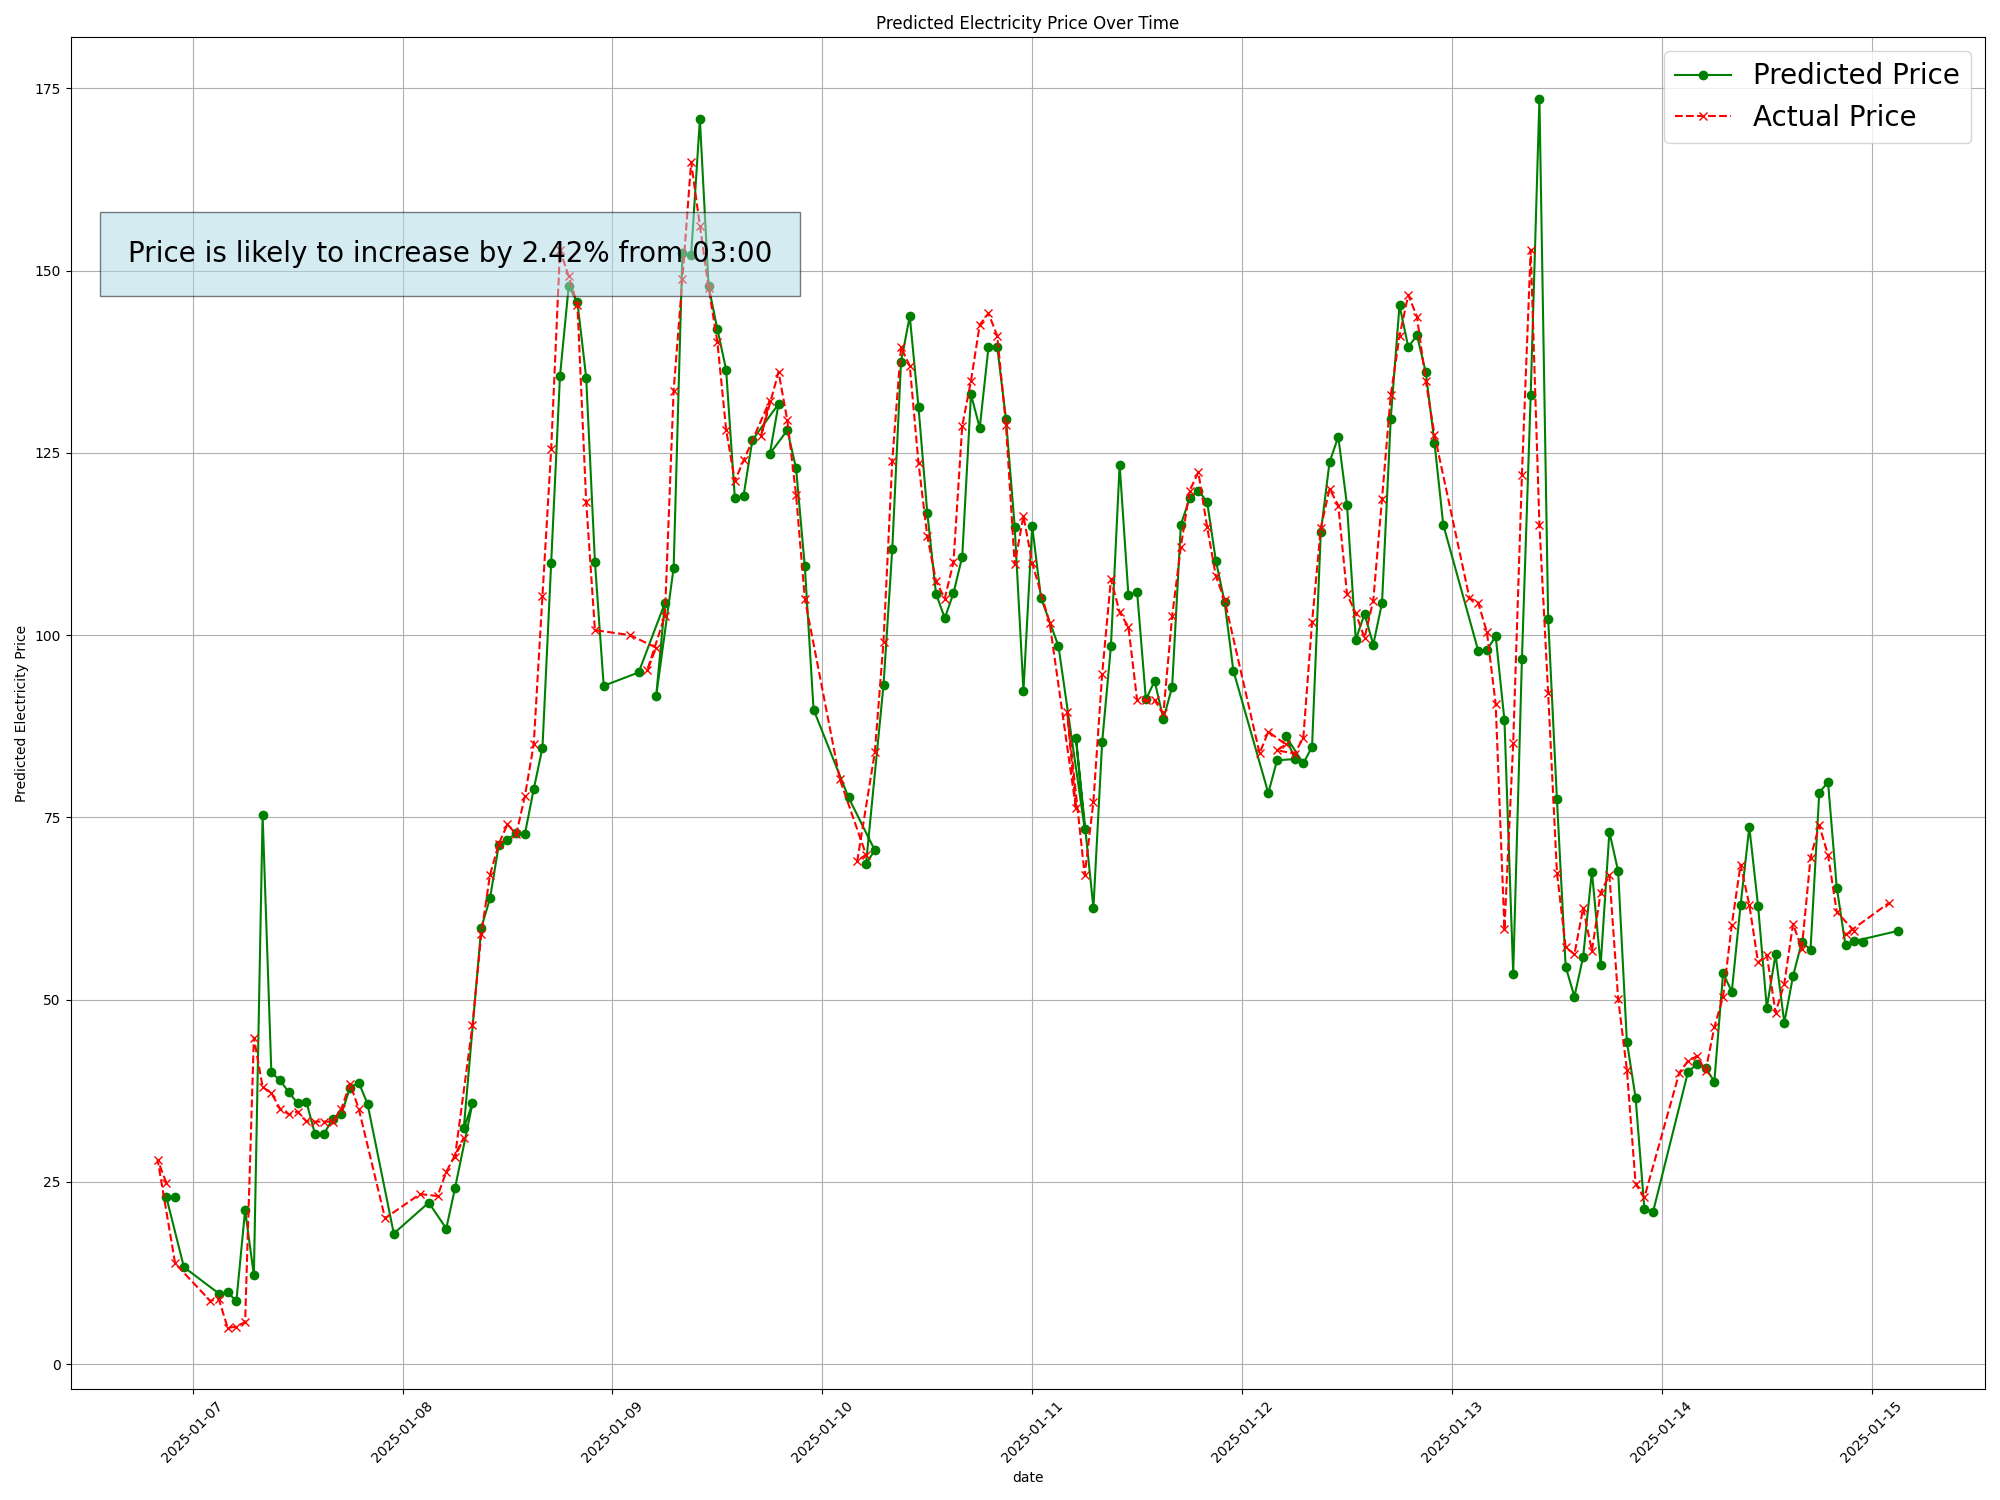 Predicted Electricity Price Over Time
Predicted Price
Actual Price
Price is likely to increase by 2.42% from 03:00
Predicted Electricity Price
175
150
125
100
75
50
25
0
2025-01-07
2025-01-08
2025-01-09
2025-01-10
2025-01-11
2025-01-12
2025-01-13
2025-01-14
2025-01-15
date